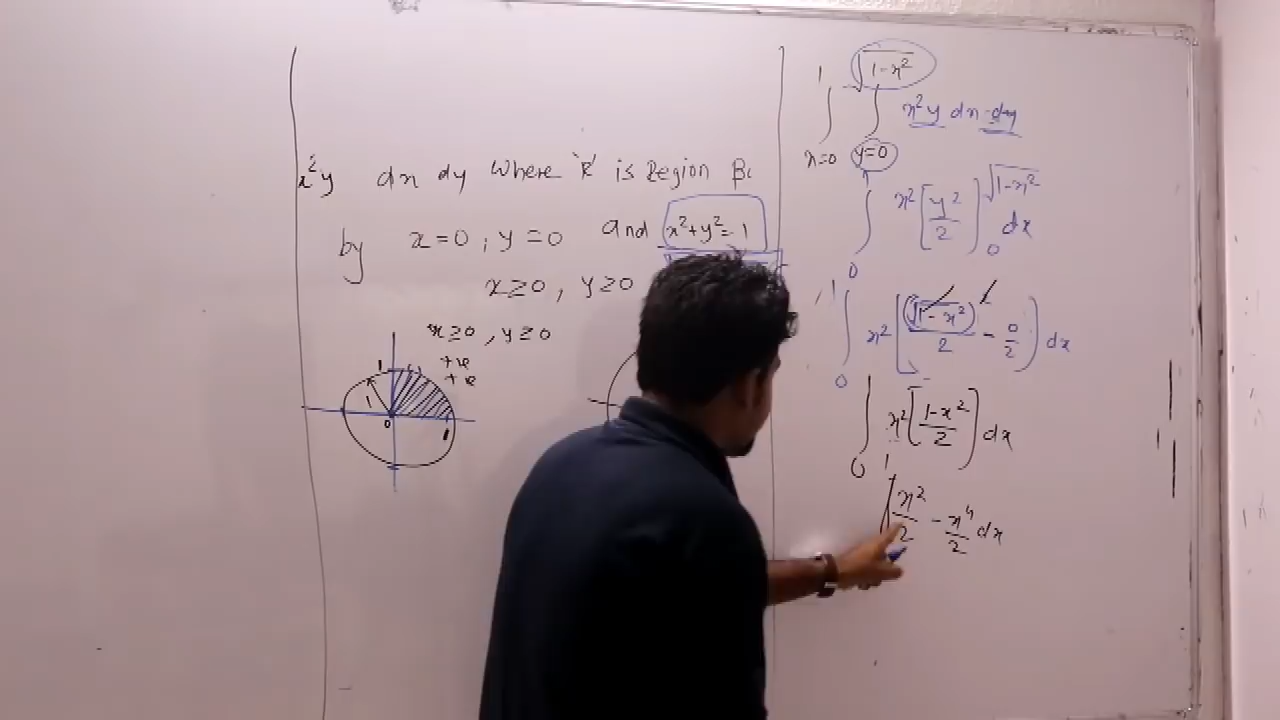 x²y dx dy where 'R' is Region Bc
by x=0, y=0 and x²+y²=1
x≥0, y≥0
x≥0, y≥0
+ve
+ve
1
1
0
1
∫_{x=0}^{1} ∫_{y=0}^{√(1-x²)} x²y dx dy
∫_{0}^{1} x² [y²/2]_{0}^{√(1-x²)} dx
∫_{0}^{1} x² [(√(1-x²))²/2 - 0/2] dx
∫_{0}^{1} x² [(1-x²)/2] dx
∫ x²/2 - x⁴/2 dx